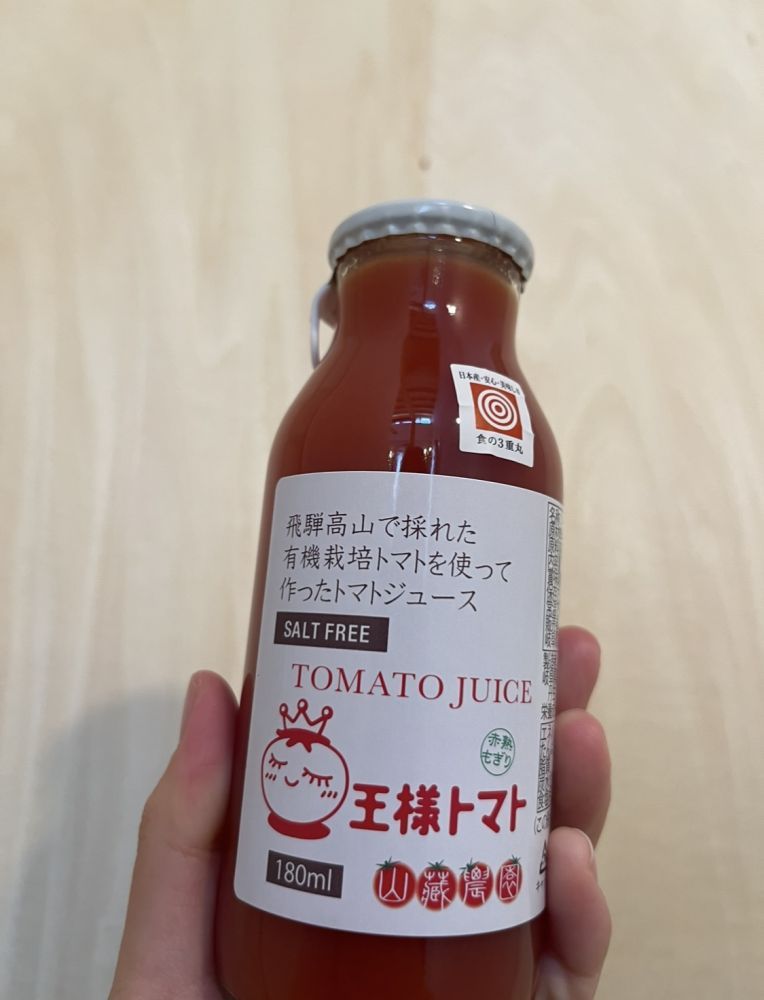 日本産・安心・美味しさ
食の3重丸
飛騨高山で採れた
有機栽培トマトを使って
作ったトマトジュース
SALT FREE
TOMATO JUICE
赤熟
もぎり
王様トマト
180ml
山藏農園